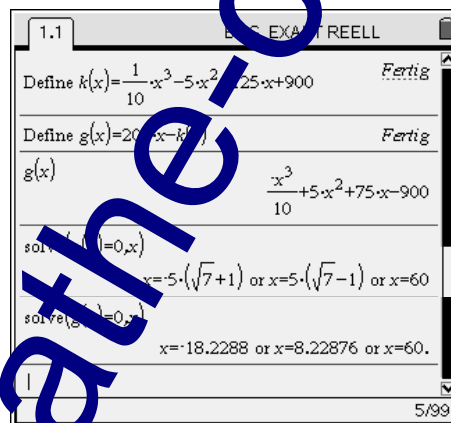 1.1 EXAKT REELL
Define k(x)=1/10·x³−5·x² 125·x+900 Fertig
Define g(x)=20 ·x−k Fertig
g(x)
-x³/10+5·x²+75·x−900
=0,x)
x=-5·(√7+1) or x=5·(√7−1) or x=60
solve(g(x)=0,x)
x=-18.2288 or x=8.22876 or x=60.
5/99
mathe-o